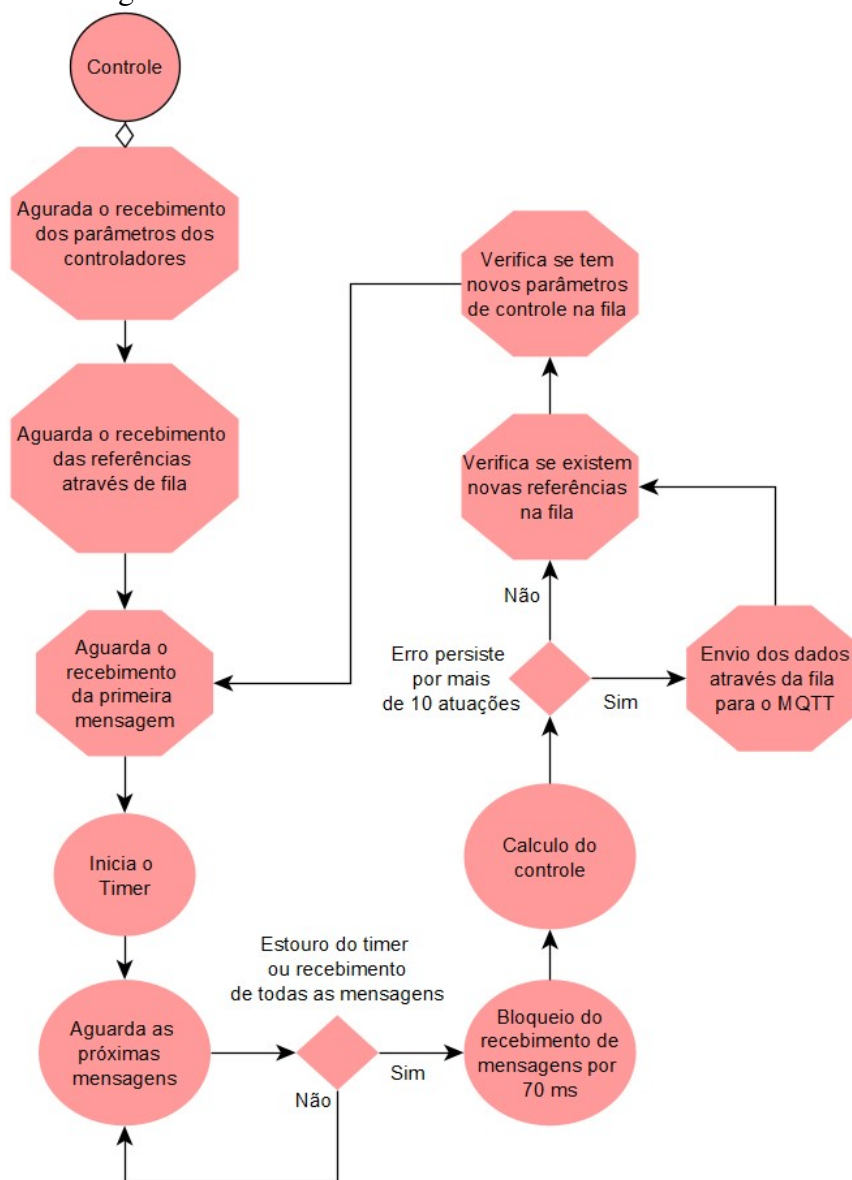 Controle
Agurada o recebimento
dos parâmetros dos
controladores
Aguarda o recebimento
das referências
através de fila
Aguarda o
recebimento
da primeira
mensagem
Inicia o
Timer
Aguarda as
próximas
mensagens
Estouro do timer
ou recebimento
de todas as mensagens
Não
Sim
Bloqueio do
recebimento de
mensagens por
70 ms
Calculo do
controle
Erro persiste
por mais
de 10 atuações
Não
Sim
Envio dos dados
através da fila
para o MQTT
Verifica se existem
novas referências
na fila
Verifica se tem
novos parâmetros
de controle na fila